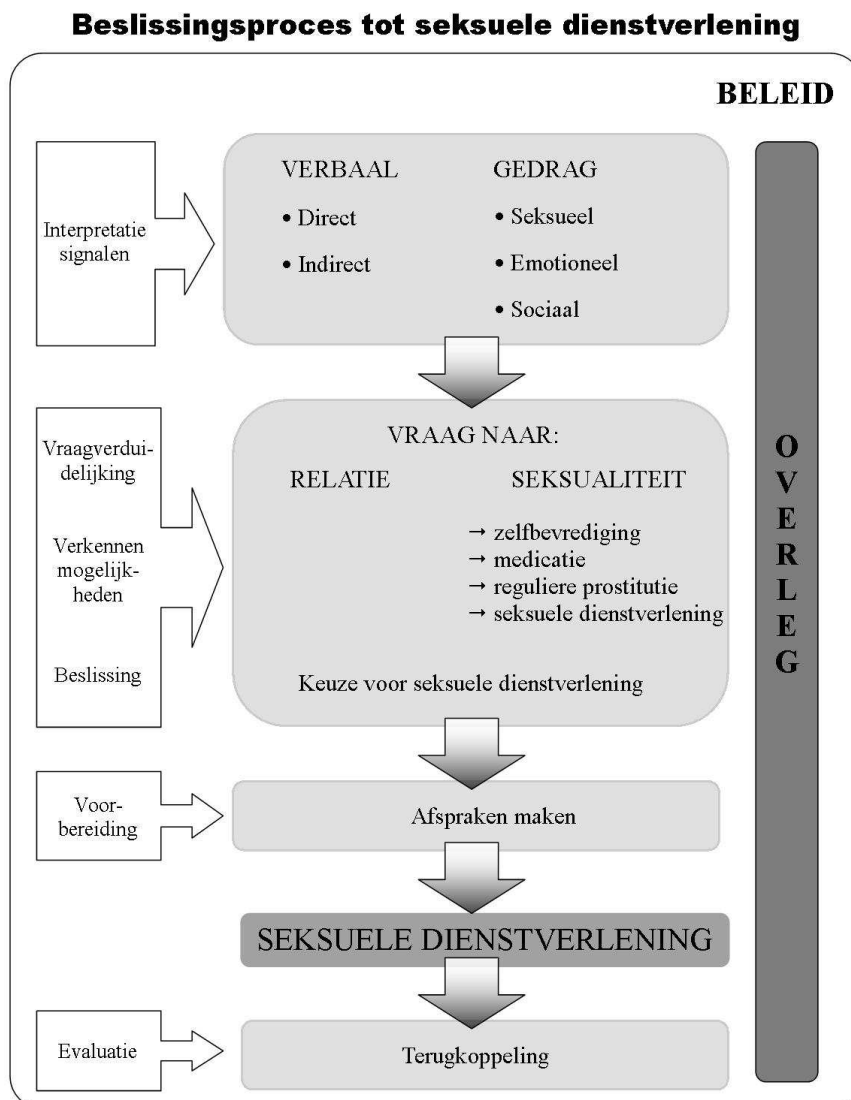 Beslissingsproces tot seksuele dienstverlening
BELEID
Interpretatie
signalen
VERBAAL
• Direct
• Indirect
GEDRAG
• Seksueel
• Emotioneel
• Sociaal
Vraagverdui-
delijking
Verkennen
mogelijk-
heden
Beslissing
VRAAG NAAR:
RELATIE
SEKSUALITEIT
→ zelfbevrediging
→ medicatie
→ reguliere prostitutie
→ seksuele dienstverlening
Keuze voor seksuele dienstverlening
Voor-
bereiding
Afspraken maken
SEKSUELE DIENSTVERLENING
Evaluatie
Terugkoppeling
OVERLEG